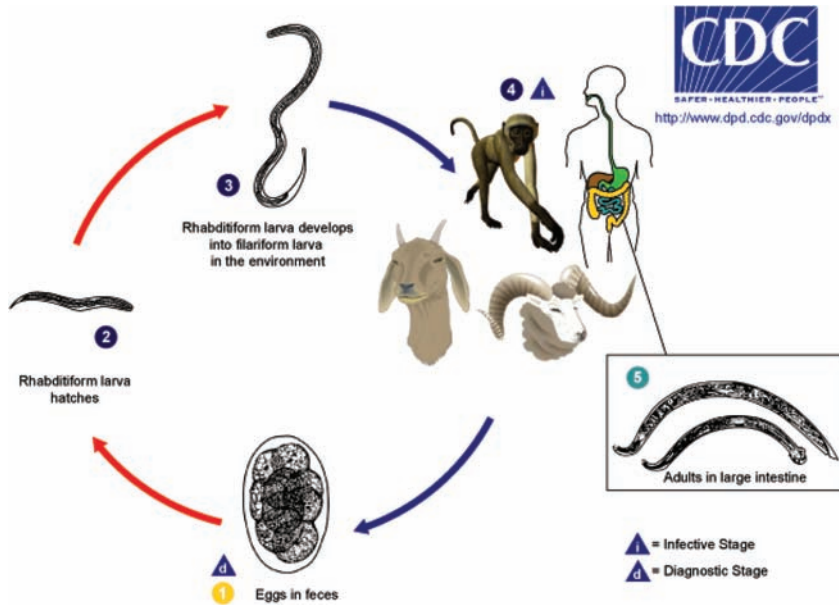 CDC
SAFER • HEALTHIER • PEOPLE™
http://www.dpd.cdc.gov/dpdx
4 i
3
Rhabditiform larva develops
into filariform larva
in the environment
2
Rhabditiform larva
hatches
5
Adults in large intestine
d
1 Eggs in feces
i = Infective Stage
d = Diagnostic Stage